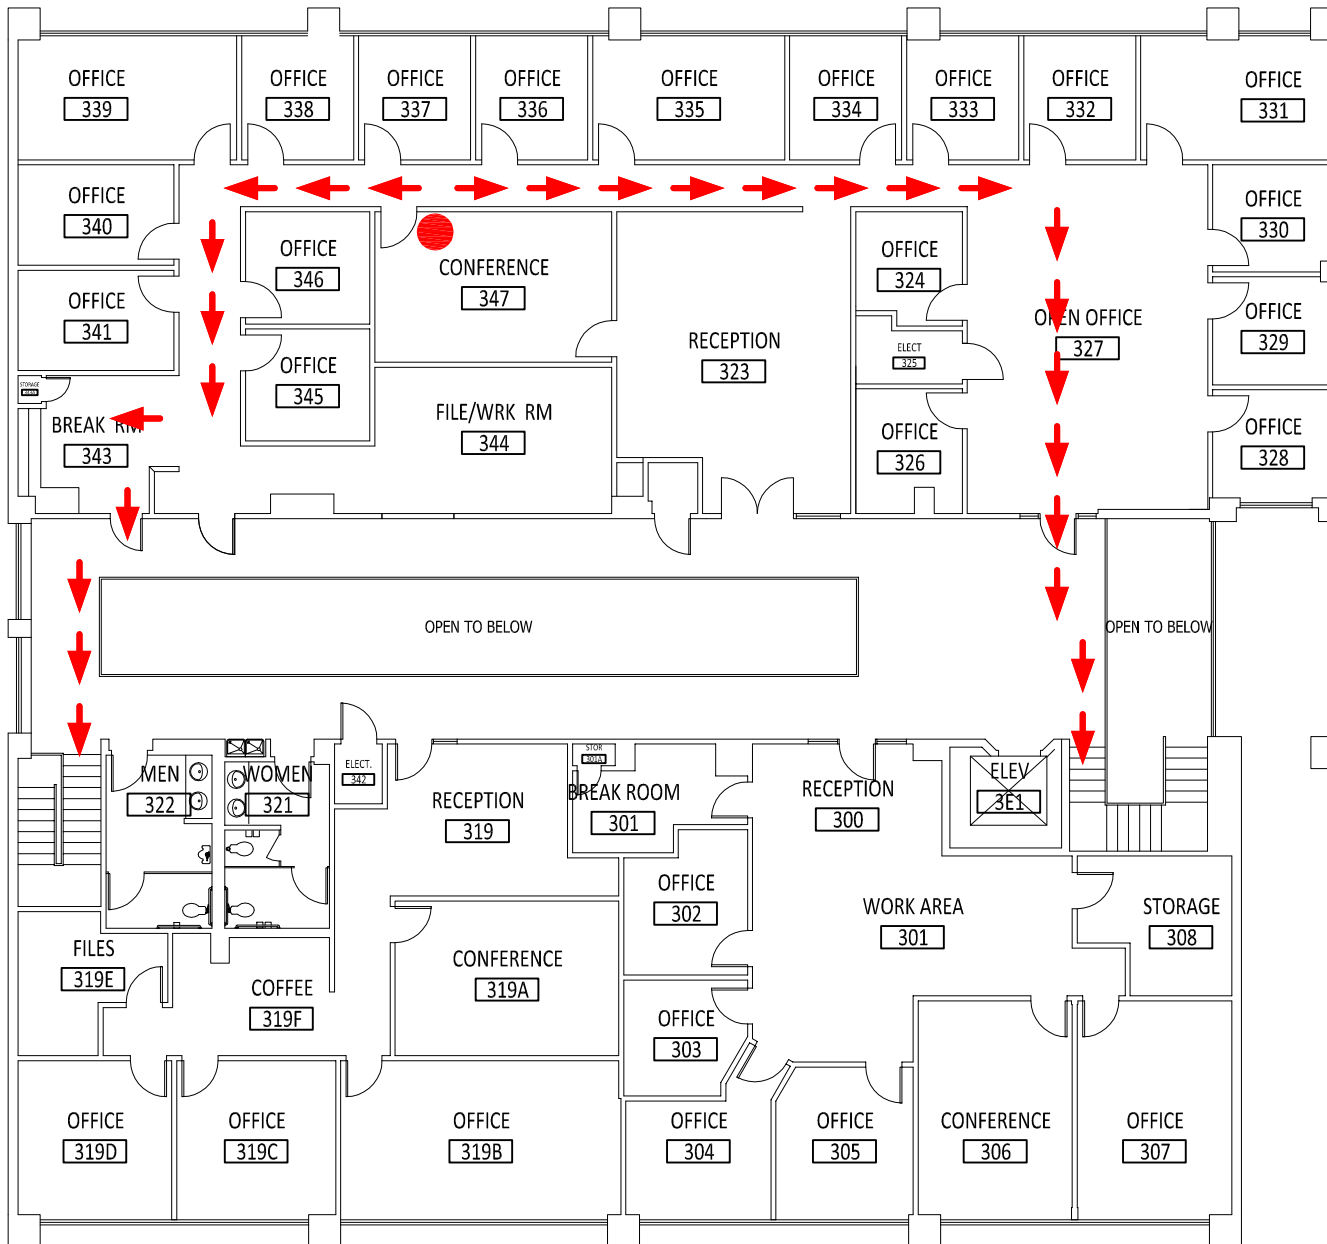 OFFICE
339
OFFICE
338
OFFICE
337
OFFICE
336
OFFICE
335
OFFICE
334
OFFICE
333
OFFICE
332
OFFICE
331
OFFICE
340
OFFICE
330
OFFICE
346
CONFERENCE
347
OFFICE
324
OFFICE
341
OPEN OFFICE
327
OFFICE
329
RECEPTION
323
ELECT
325
STORAGE
OFFICE
345
BREAK RM
343
FILE/WRK RM
344
OFFICE
326
OFFICE
328
OPEN TO BELOW
OPEN TO BELOW
MEN
322
WOMEN
321
ELECT.
342
RECEPTION
319
STOR
301A
BREAK ROOM
301
RECEPTION
300
ELEV
3E1
OFFICE
302
WORK AREA
301
STORAGE
308
FILES
319E
COFFEE
319F
CONFERENCE
319A
OFFICE
303
OFFICE
319D
OFFICE
319C
OFFICE
319B
OFFICE
304
OFFICE
305
CONFERENCE
306
OFFICE
307